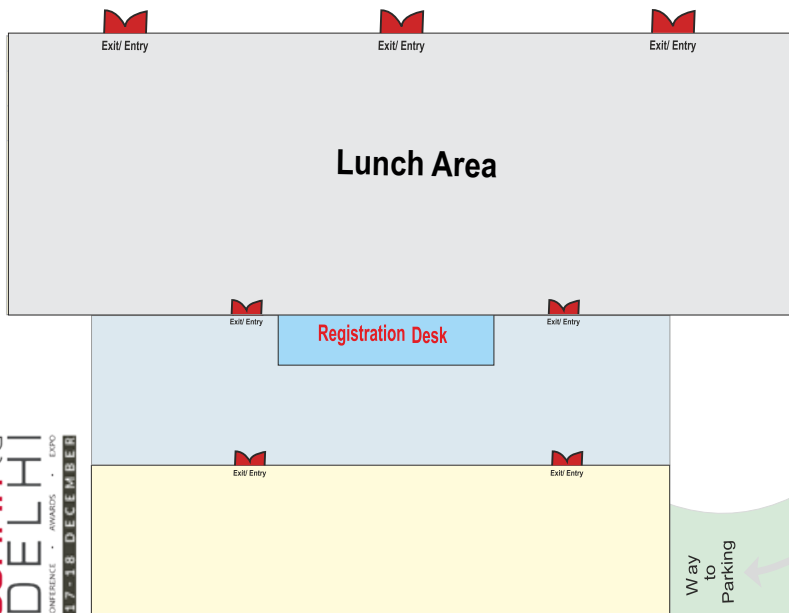 Exit/ Entry
Exit/ Entry
Exit/ Entry
Lunch Area
Exit/ Entry
Exit/ Entry
Registration Desk
Exit/ Entry
Exit/ Entry
DELHI
AWARDS • EXPO
17-18 DECEMBER
Way
to
Parking